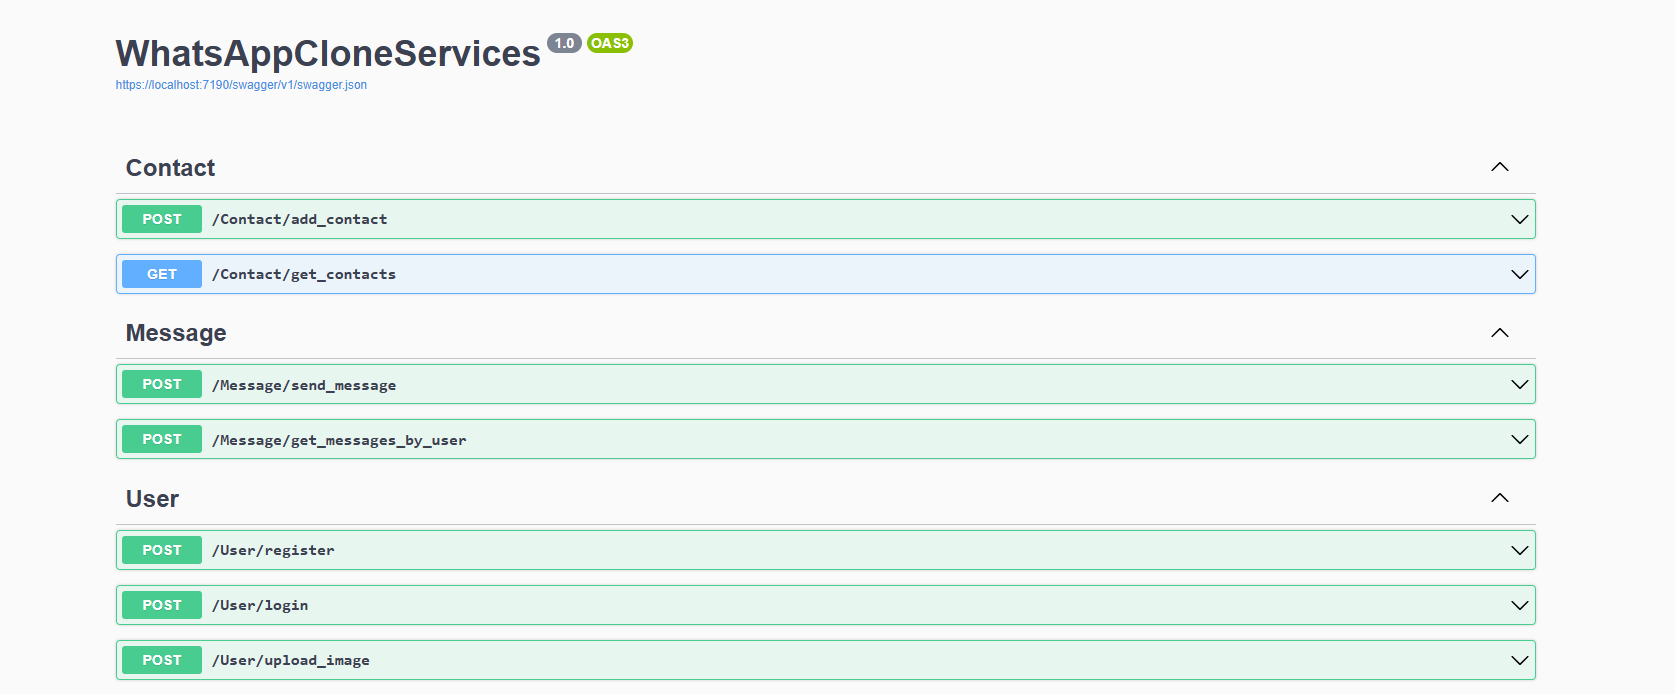 WhatsAppCloneServices 1.0 OAS3
https://localhost:7190/swagger/v1/swagger.json
Contact
POST /Contact/add_contact
GET /Contact/get_contacts
Message
POST /Message/send_message
POST /Message/get_messages_by_user
User
POST /User/register
POST /User/login
POST /User/upload_image